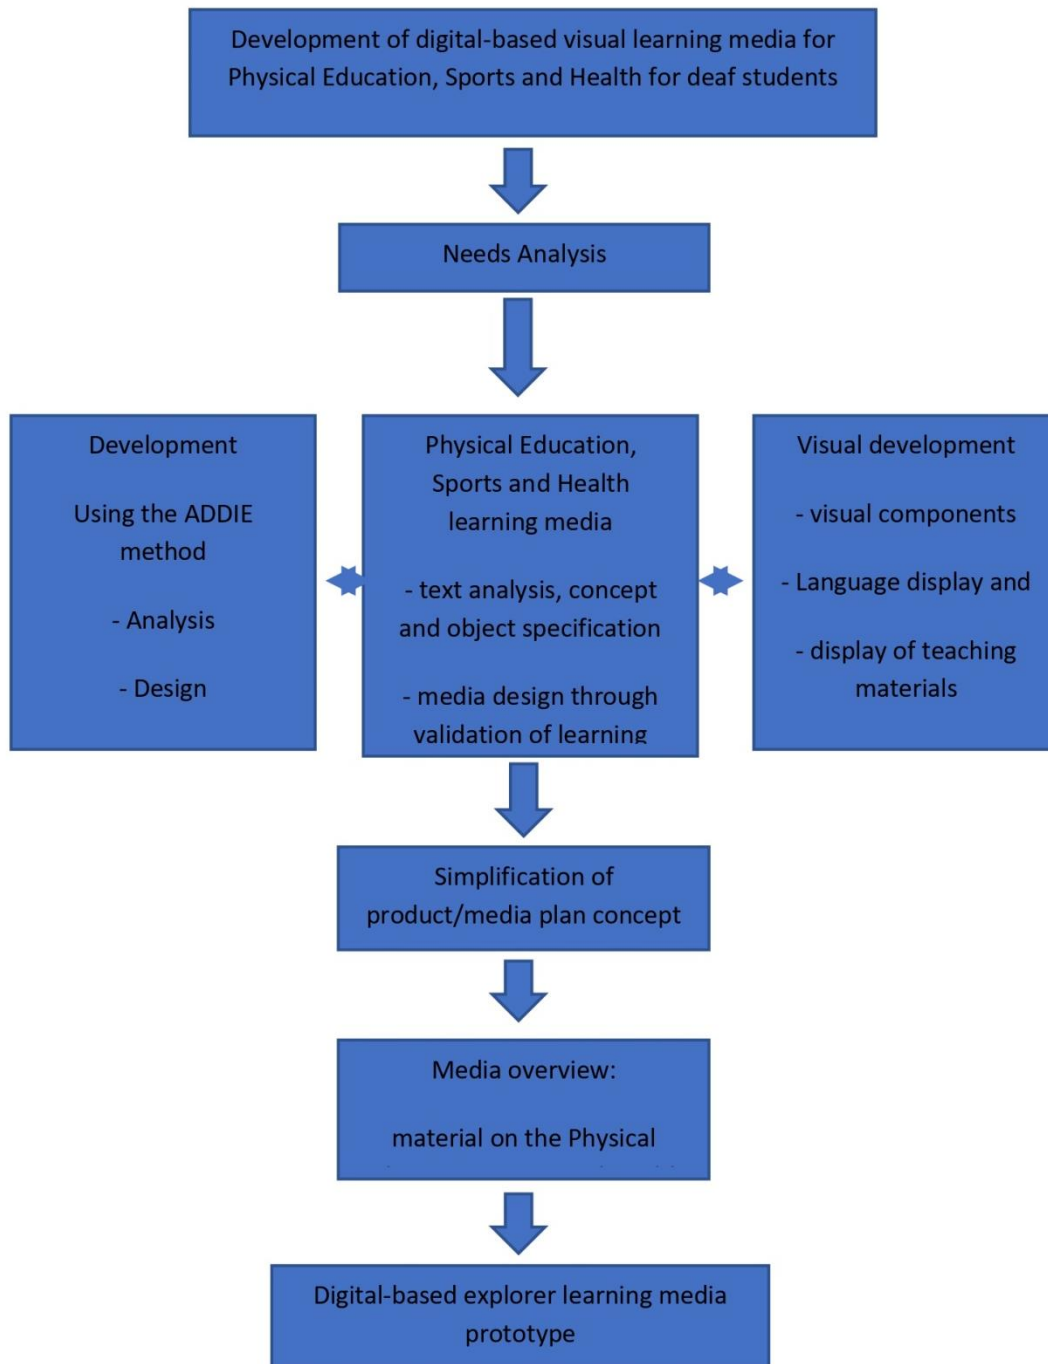 Development of digital-based visual learning media for
Physical Education, Sports and Health for deaf students
Needs Analysis
Development
Using the ADDIE
method
- Analysis
- Design
Physical Education,
Sports and Health
learning media
- text analysis, concept
and object specification
- media design through
validation of learning
Visual development
- visual components
- Language display and
- display of teaching
materials
Simplification of
product/media plan concept
Media overview:
material on the Physical
Digital-based explorer learning media
prototype